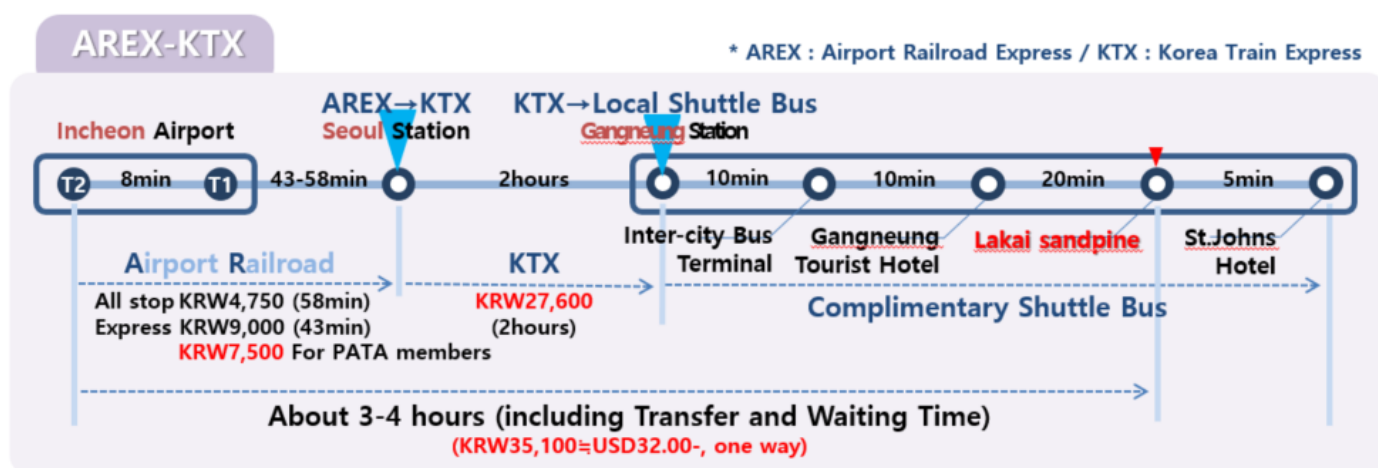 AREX-KTX
* AREX : Airport Railroad Express / KTX : Korea Train Express
AREX→KTX
KTX→Local Shuttle Bus
Incheon Airport
Seoul Station
Gangneung Station
T2
8min
T1
43-58min
2hours
10min
10min
20min
5min
Inter-city Bus
Terminal
Gangneung
Tourist Hotel
Lakai sandpine
St.Johns
Hotel
Airport Railroad
KTX
All stop KRW4,750 (58min)
Express KRW9,000 (43min)
KRW7,500 For PATA members
KRW27,600
(2hours)
Complimentary Shuttle Bus
About 3-4 hours (including Transfer and Waiting Time)
(KRW35,100≒USD32.00-, one way)